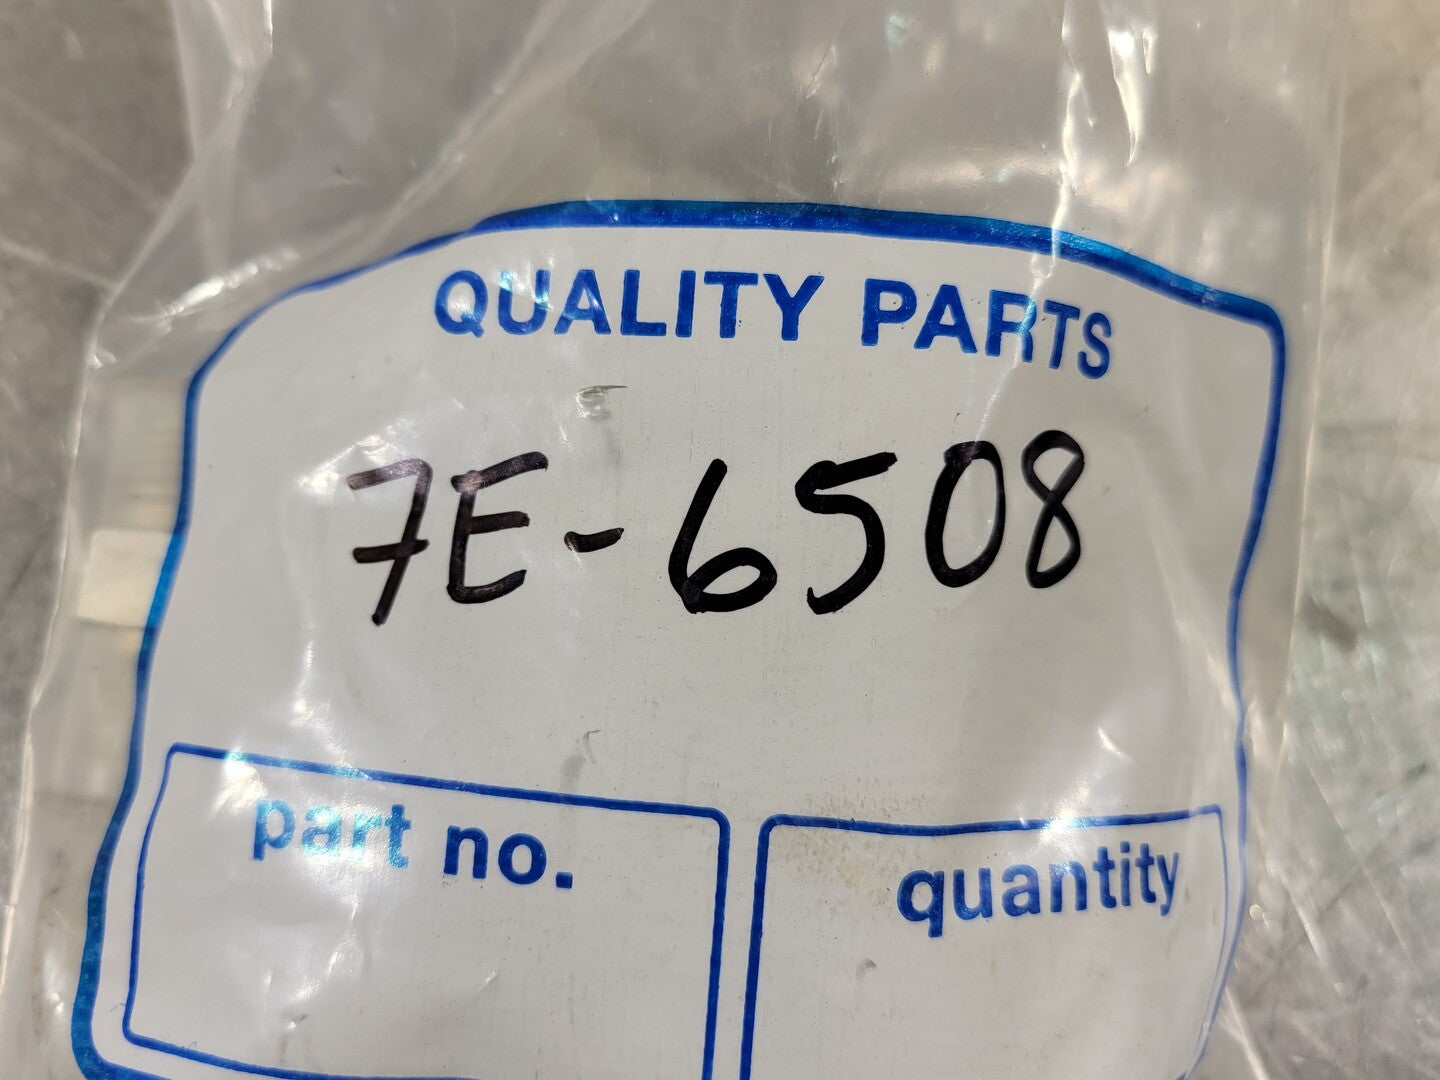 QUALITY PARTS
7E-6508
part no.
quantity